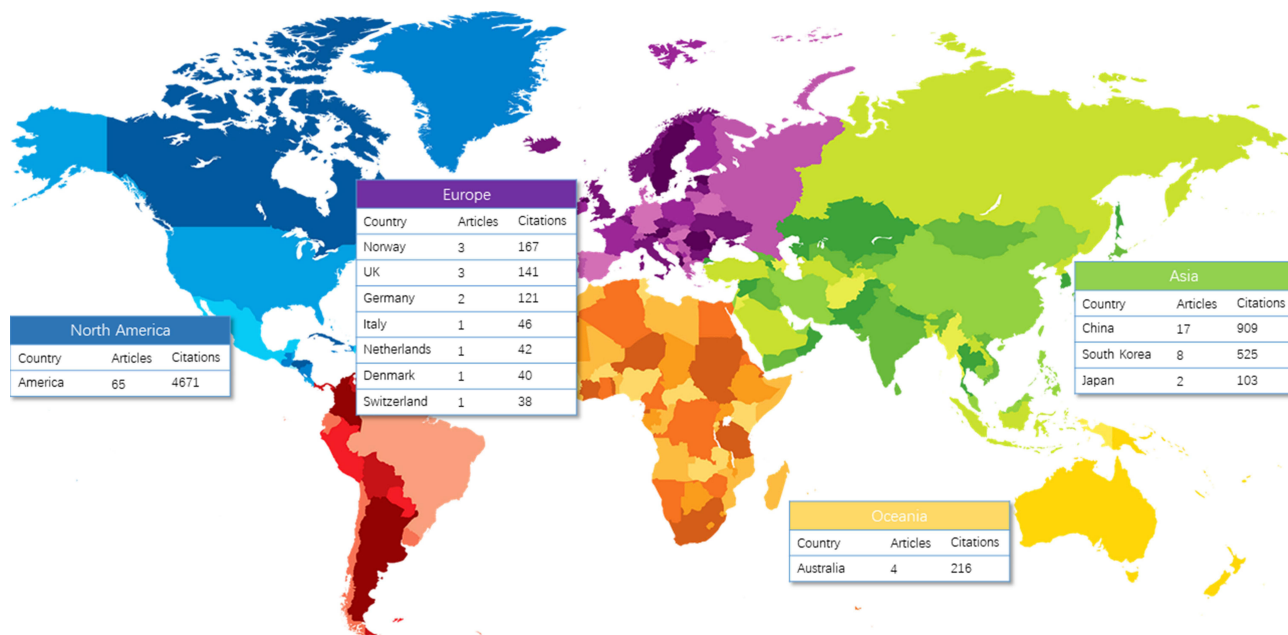 Europe
Country Articles Citations
Norway 3 167
UK 3 141
Germany 2 121
Italy 1 46
Netherlands 1 42
Denmark 1 40
Switzerland 1 38
Asia
Country Articles Citations
China 17 909
South Korea 8 525
Japan 2 103
North America
Country Articles Citations
America 65 4671
Oceania
Country Articles Citations
Australia 4 216